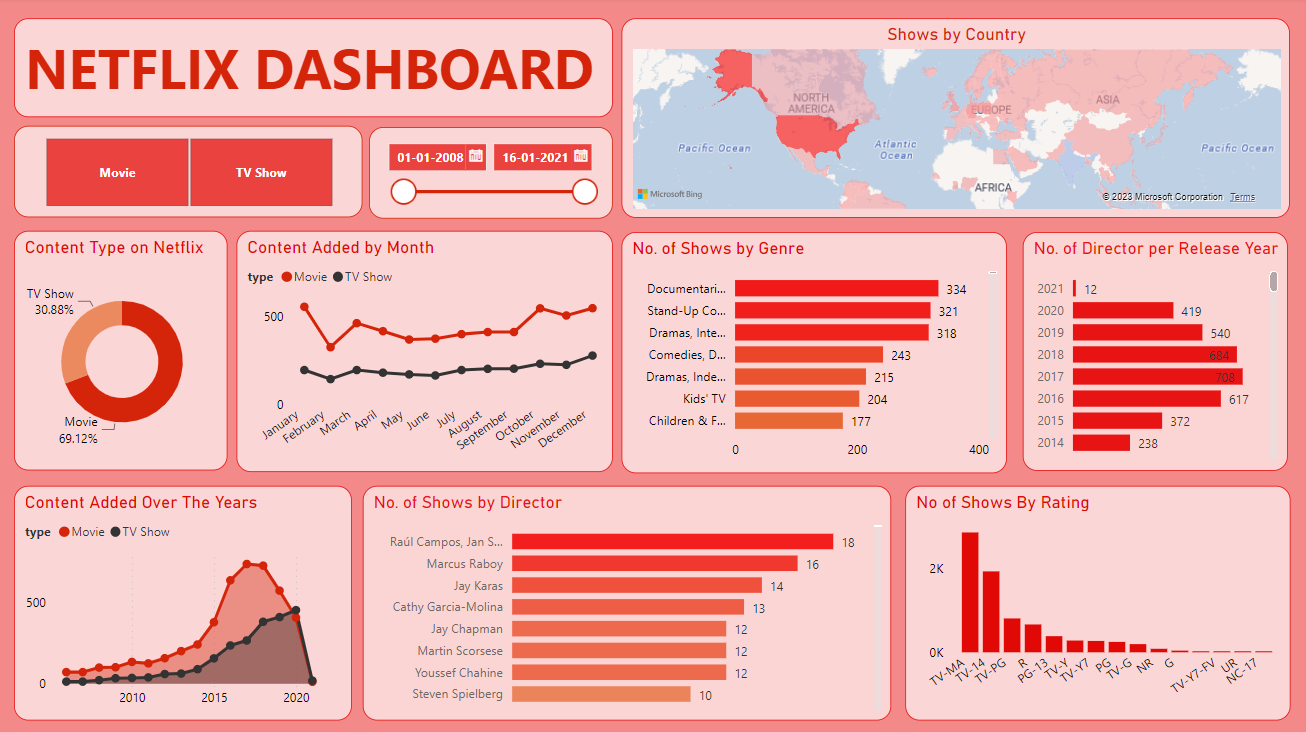 NETFLIX DASHBOARD
Movie
TV Show
01-01-2008
16-01-2021
Shows by Country
NORTH
AMERICA
EUROPE
ASIA
Pacific Ocean
Atlantic
Ocean
Pacific Ocean
AFRICA
Microsoft Bing
© 2023 Microsoft Corporation Terms
Content Type on Netflix
TV Show
30.88%
Movie
69.12%
Content Added by Month
type Movie TV Show
500
0
January
February
March
April
May
June
July
August
September
October
November
December
No. of Shows by Genre
Documentari... 334
Stand-Up Co... 321
Dramas, Inte... 318
Comedies, D... 243
Dramas, Inde... 215
Kids' TV 204
Children & F... 177
0 200 400
No. of Director per Release Year
2021 12
2020 419
2019 540
2018 684
2017 708
2016 617
2015 372
2014 238
Content Added Over The Years
type Movie TV Show
500
0
2010 2015 2020
No. of Shows by Director
Raúl Campos, Jan S... 18
Marcus Raboy 16
Jay Karas 14
Cathy Garcia-Molina 13
Jay Chapman 12
Martin Scorsese 12
Youssef Chahine 12
Steven Spielberg 10
No of Shows By Rating
2K
0K
TV-MA
TV-14
TV-PG
R
PG-13
TV-Y
TV-Y7
PG
TV-G
NR
G
TV-Y7-FV
UR
NC-17